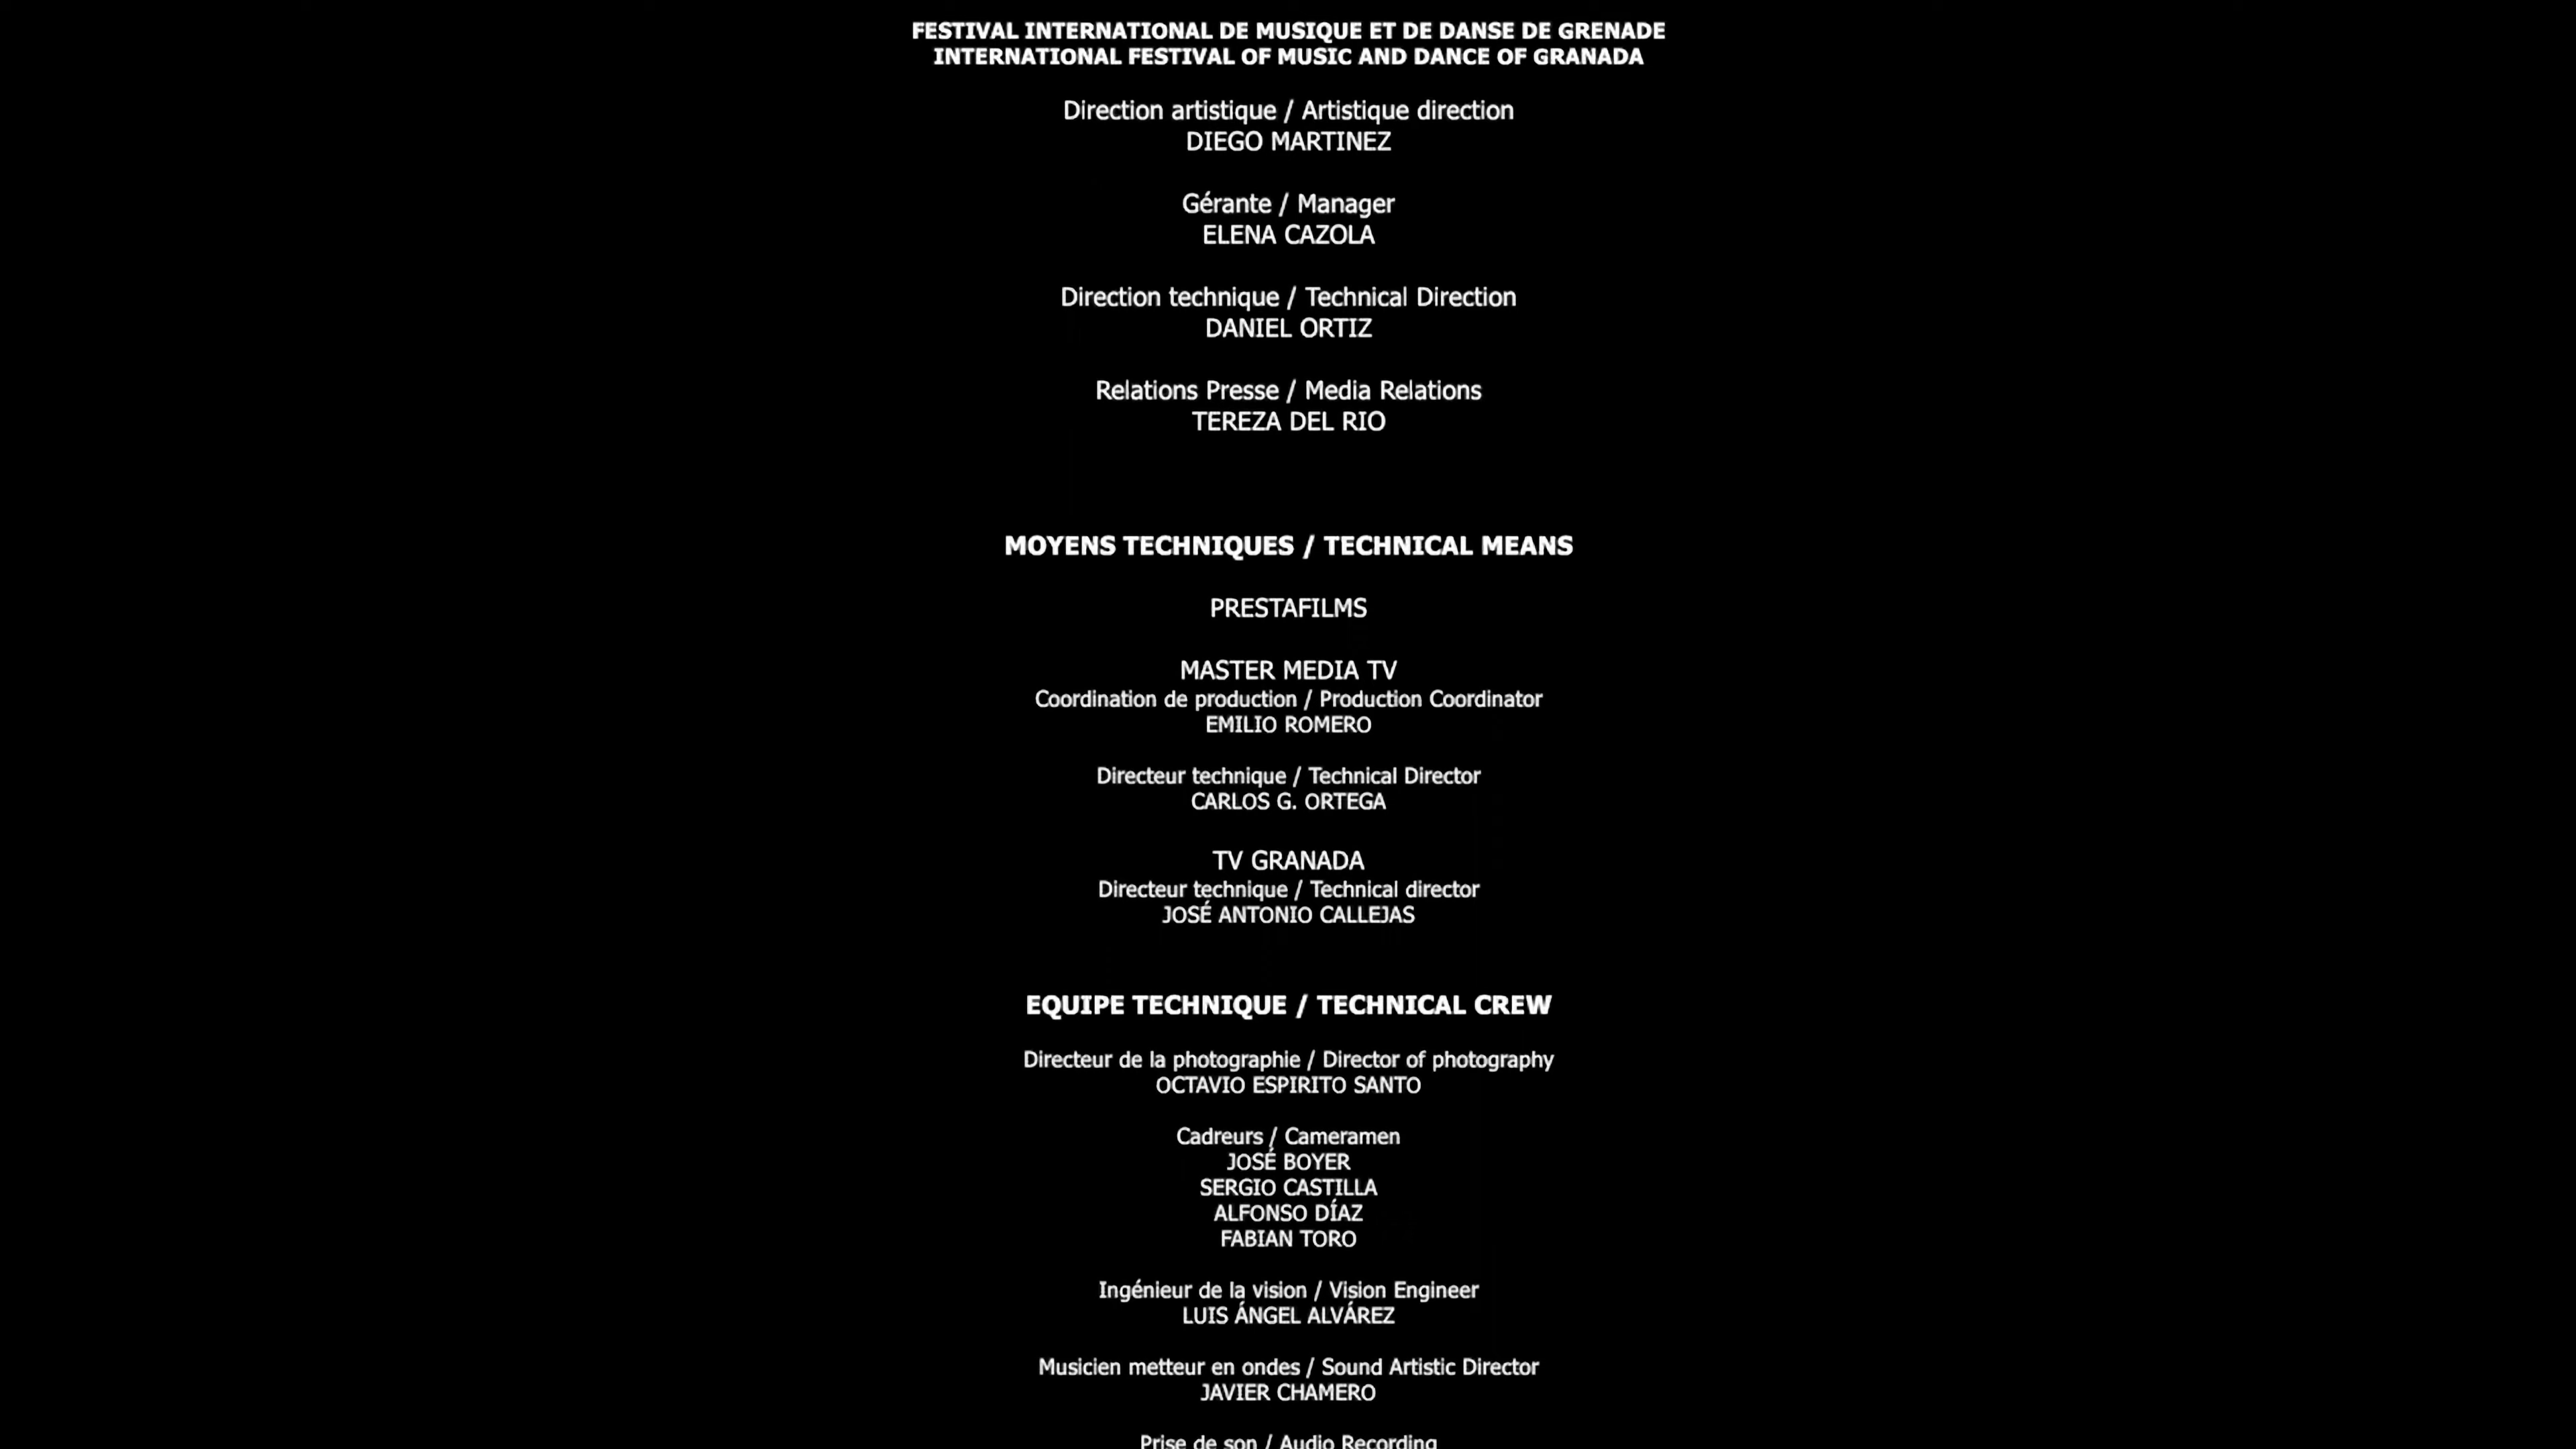 FESTIVAL INTERNATIONAL DE MUSIQUE ET DE DANSE DE GRENADE
INTERNATIONAL FESTIVAL OF MUSIC AND DANCE OF GRANADA
Direction artistique / Artistique direction
DIEGO MARTINEZ
Gérante / Manager
ELENA CAZOLA
Direction technique / Technical Direction
DANIEL ORTIZ
Relations Presse / Media Relations
TEREZA DEL RIO
MOYENS TECHNIQUES / TECHNICAL MEANS
PRESTAFILMS
MASTER MEDIA TV
Coordination de production / Production Coordinator
EMILIO ROMERO
Directeur technique / Technical Director
CARLOS G. ORTEGA
TV GRANADA
Directeur technique / Technical director
JOSÉ ANTONIO CALLEJAS
EQUIPE TECHNIQUE / TECHNICAL CREW
Directeur de la photographie / Director of photography
OCTAVIO ESPIRITO SANTO
Cadreurs / Cameramen
JOSÉ BOYER
SERGIO CASTILLA
ALFONSO DÍAZ
FABIAN TORO
Ingénieur de la vision / Vision Engineer
LUIS ÁNGEL ALVÁREZ
Musicien metteur en ondes / Sound Artistic Director
JAVIER CHAMERO
Prise de son / Audio Recording